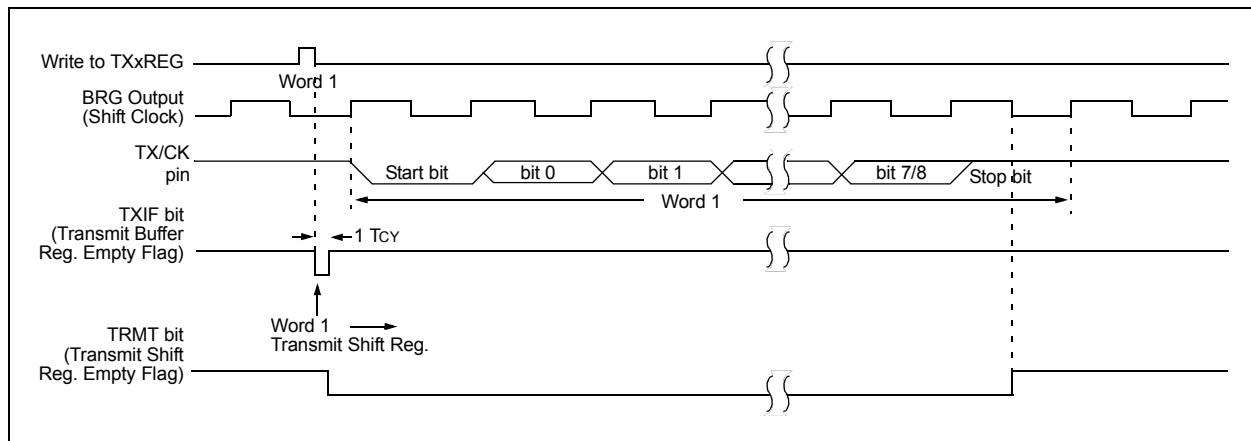 Write to TXxREG
Word 1
BRG Output
(Shift Clock)
TX/CK
pin
Start bit
bit 0
bit 1
bit 7/8
Stop bit
Word 1
TXIF bit
(Transmit Buffer
Reg. Empty Flag)
1 TCY
Word 1
Transmit Shift Reg.
TRMT bit
(Transmit Shift
Reg. Empty Flag)